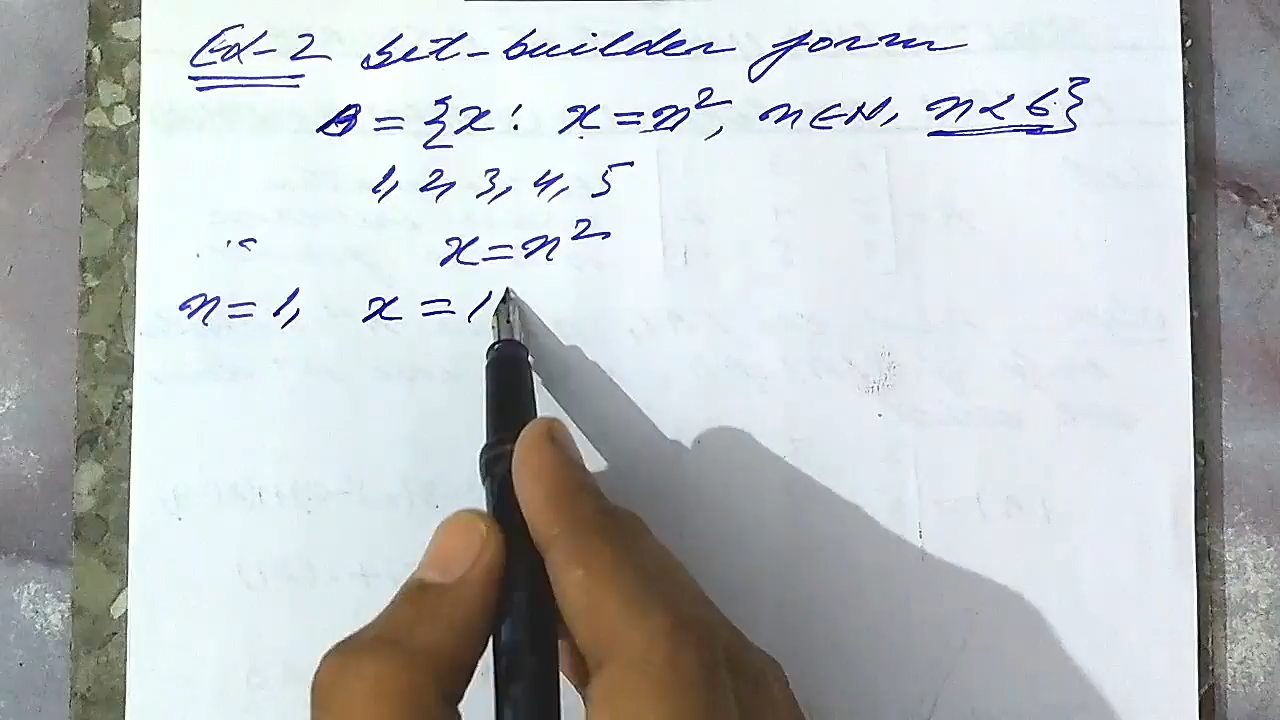 Ex-2 Set-builder form
B = {x : x = n², n∈N, n<6}
1, 2, 3, 4, 5
∵ x = n²
n = 1, x = 1